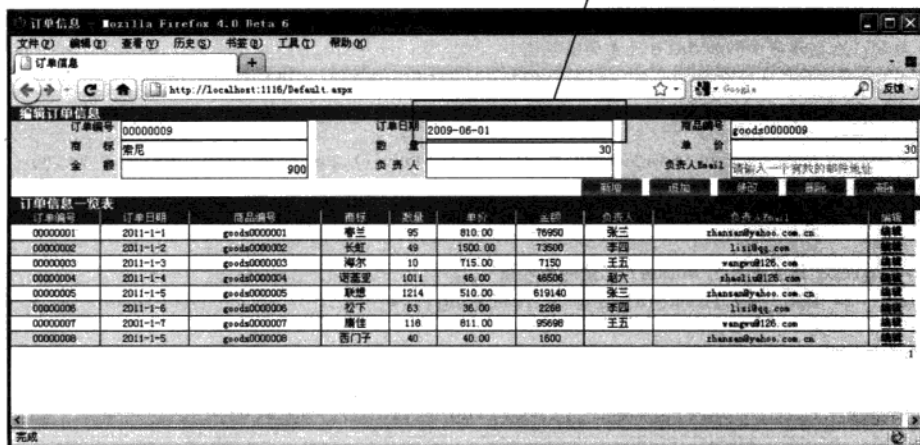 订单信息 - Mozilla Firefox 4.0 Beta 6
文件(F) 编辑(E) 查看(V) 历史(S) 书签(B) 工具(T) 帮助(H)
订单信息
http://localhost:1116/Default.aspx
Google
反馈
编辑订单信息
订单编号 00000009 订单日期 2009-06-01 商品编号 goods0000009
商 标 索尼 数 量 30 单 价 30
金 额 900 负 责 人 负责人Email 请输入一个有效的邮件地址
新增 追加 修改 删除 清除
订单信息一览表
订单编号 订单日期 商品编号 商标 数量 单价 金额 负责人 负责人Email 编辑
00000001 2011-1-1 goods0000001 春兰 95 810.00 76950 张三 zhansan@yahoo.com.cn 编辑
00000002 2011-1-2 goods0000002 长虹 49 1500.00 73500 李四 lisi@qq.com 编辑
00000003 2011-1-3 goods0000003 海尔 10 715.00 7150 王五 wangwu@126.com 编辑
00000004 2011-1-4 goods0000004 诺基亚 1011 46.00 46506 赵六 zhaoliu@126.com 编辑
00000005 2011-1-5 goods0000005 联想 1214 510.00 619140 张三 zhansan@yahoo.com.cn 编辑
00000006 2011-1-6 goods0000006 松下 63 36.00 2268 李四 lisi@qq.com 编辑
00000007 2001-1-7 goods0000007 康佳 118 811.00 95698 王五 wangwu@126.com 编辑
00000008 2011-1-5 goods0000008 西门子 40 40.00 1600 zhansan@yahoo.com.cn 编辑
1
完成